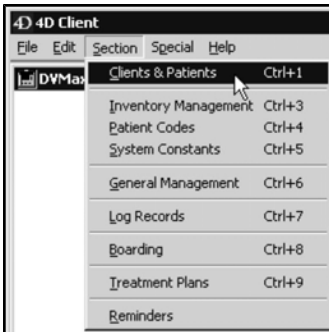 4D 4D Client
File Edit Section Special Help
DVMax
Clients & Patients Ctrl+1
Inventory Management Ctrl+3
Patient Codes Ctrl+4
System Constants Ctrl+5
General Management Ctrl+6
Log Records Ctrl+7
Boarding Ctrl+8
Treatment Plans Ctrl+9
Reminders